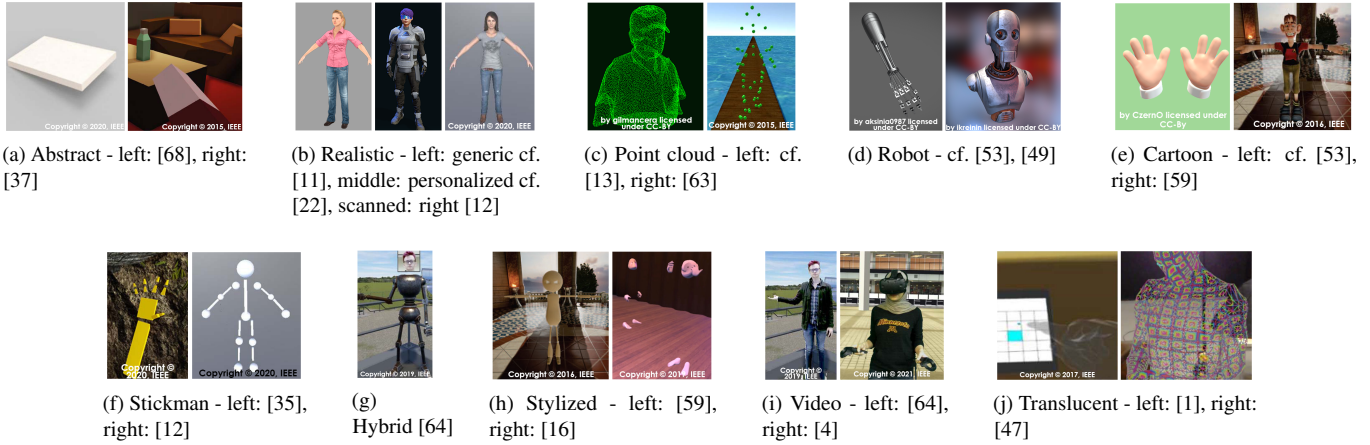 Copyright © 2020, IEEE
Copyright © 2015, IEEE
Copyright © 2020, IEEE
by gilmancera licensed
under CC-BY
Copyright © 2015, IEEE
by aksinia0987 licensed
under CC-BY
by ikreinin licensed
under CC-BY
by CzernO licensed under
CC-By
Copyright © 2016, IEEE
(a) Abstract - left: [68], right:
[37]
(b) Realistic - left: generic cf.
[11], middle: personalized cf.
[22], scanned: right [12]
(c) Point cloud - left: cf.
[13], right: [63]
(d) Robot - cf. [53], [49]
(e) Cartoon - left: cf. [53],
right: [59]
Copyright ©
2020, IEEE
Copyright © 2020, IEEE
Copyright © 2019, IEEE
Copyright © 2016, IEEE
Copyright © 2019, IEEE
Copyright ©
2019, IEEE
Copyright © 2021, IEEE
Copyright © 2017, IEEE
(f) Stickman - left: [35],
right: [12]
(g)
Hybrid [64]
(h) Stylized - left: [59],
right: [16]
(i) Video - left: [64],
right: [4]
(j) Translucent - left: [1], right:
[47]